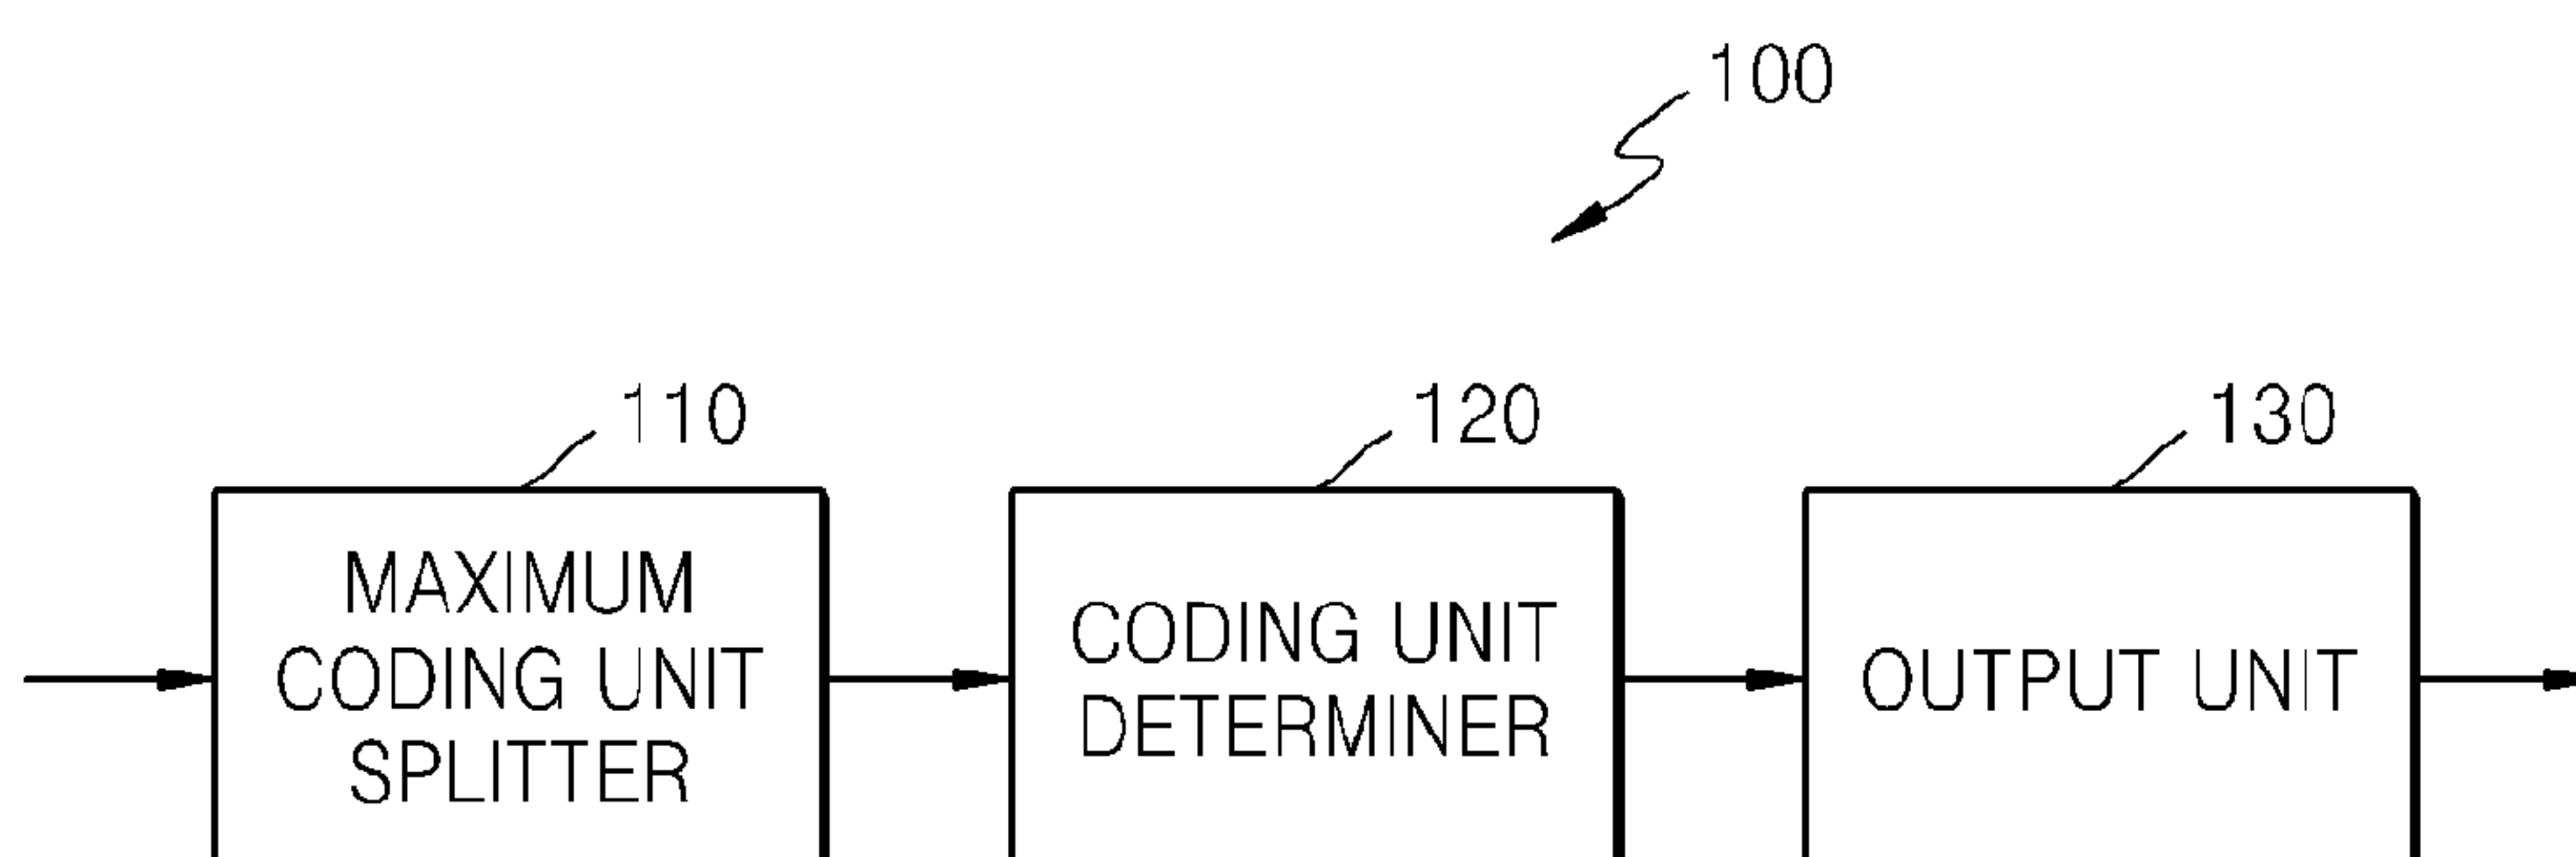 100
110
120
130
MAXIMUM
CODING UNIT
SPLITTER
CODING UNIT
DETERMINER
OUTPUT UNIT